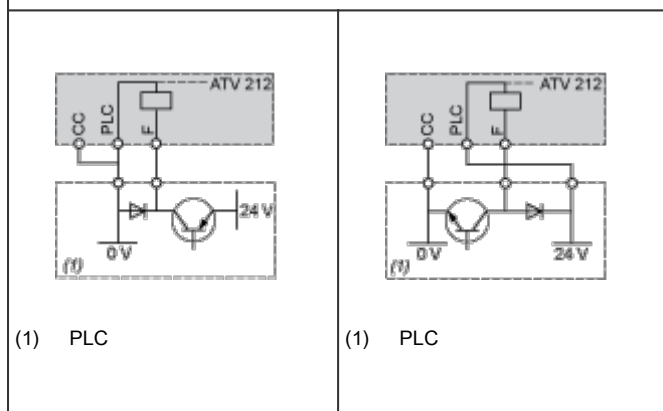 ATV 212
CC
PLC
F
24 V
0 V
(1)
(1) PLC
ATV 212
CC
PLC
F
0 V
24 V
(1)
(1) PLC